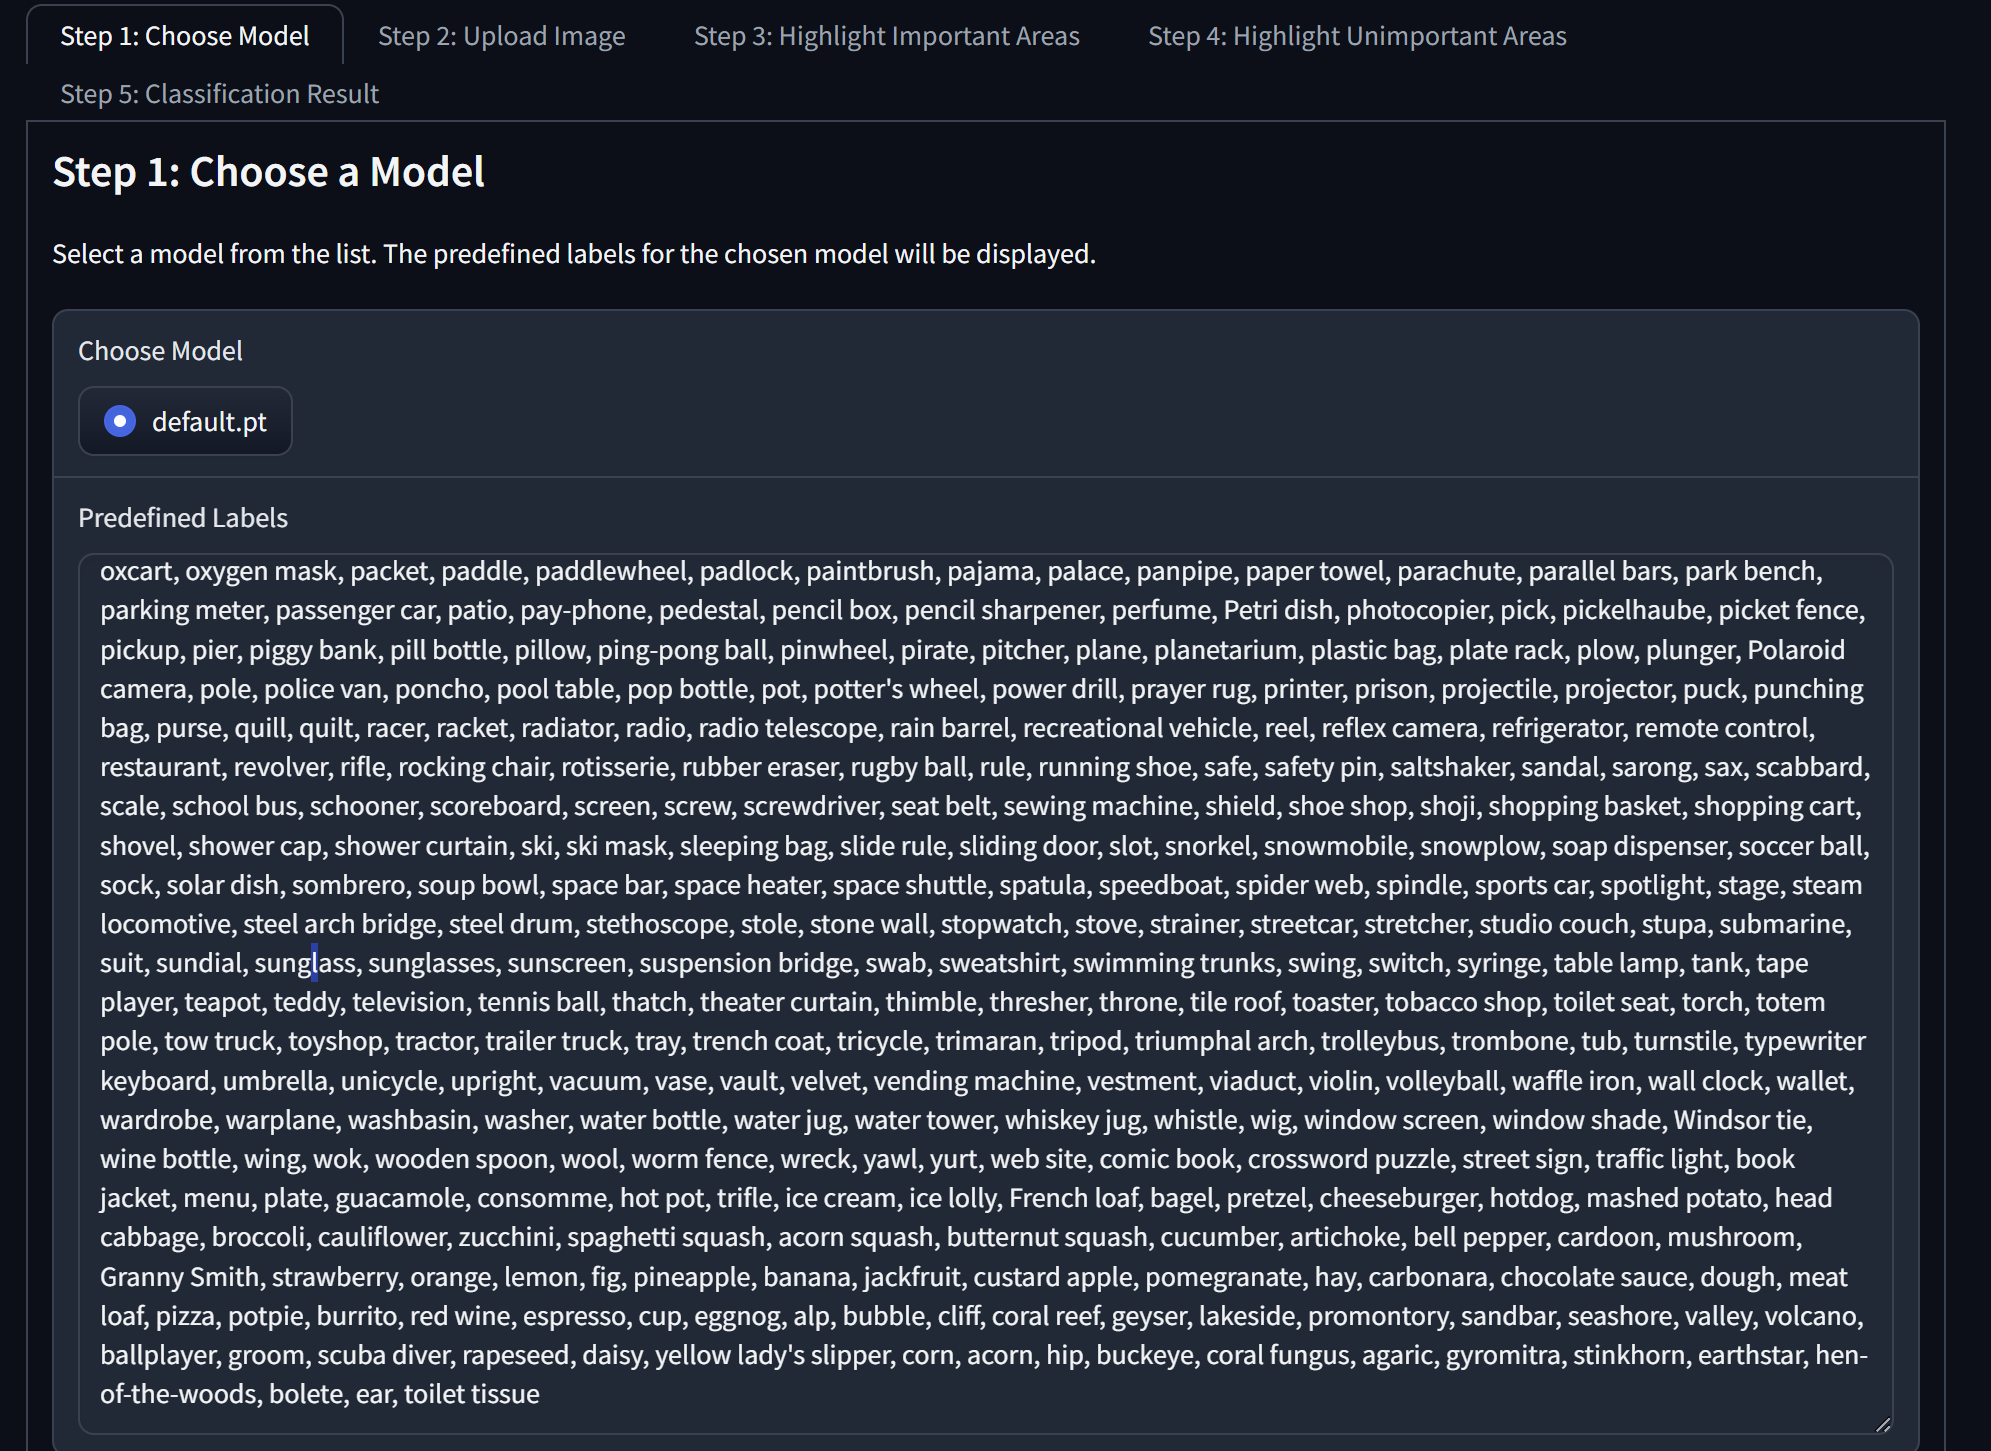 Step 1: Choose Model Step 2: Upload Image Step 3: Highlight Important Areas Step 4: Highlight Unimportant Areas
Step 5: Classification Result
Step 1: Choose a Model
Select a model from the list. The predefined labels for the chosen model will be displayed.
Choose Model
default.pt
Predefined Labels
oxcart, oxygen mask, packet, paddle, paddlewheel, padlock, paintbrush, pajama, palace, panpipe, paper towel, parachute, parallel bars, park bench,
parking meter, passenger car, patio, pay-phone, pedestal, pencil box, pencil sharpener, perfume, Petri dish, photocopier, pick, pickelhaube, picket fence,
pickup, pier, piggy bank, pill bottle, pillow, ping-pong ball, pinwheel, pirate, pitcher, plane, planetarium, plastic bag, plate rack, plow, plunger, Polaroid
camera, pole, police van, poncho, pool table, pop bottle, pot, potter's wheel, power drill, prayer rug, printer, prison, projectile, projector, puck, punching
bag, purse, quill, quilt, racer, racket, radiator, radio, radio telescope, rain barrel, recreational vehicle, reel, reflex camera, refrigerator, remote control,
restaurant, revolver, rifle, rocking chair, rotisserie, rubber eraser, rugby ball, rule, running shoe, safe, safety pin, saltshaker, sandal, sarong, sax, scabbard,
scale, school bus, schooner, scoreboard, screen, screw, screwdriver, seat belt, sewing machine, shield, shoe shop, shoji, shopping basket, shopping cart,
shovel, shower cap, shower curtain, ski, ski mask, sleeping bag, slide rule, sliding door, slot, snorkel, snowmobile, snowplow, soap dispenser, soccer ball,
sock, solar dish, sombrero, soup bowl, space bar, space heater, space shuttle, spatula, speedboat, spider web, spindle, sports car, spotlight, stage, steam
locomotive, steel arch bridge, steel drum, stethoscope, stole, stone wall, stopwatch, stove, strainer, streetcar, stretcher, studio couch, stupa, submarine,
suit, sundial, sunglass, sunglasses, sunscreen, suspension bridge, swab, sweatshirt, swimming trunks, swing, switch, syringe, table lamp, tank, tape
player, teapot, teddy, television, tennis ball, thatch, theater curtain, thimble, thresher, throne, tile roof, toaster, tobacco shop, toilet seat, torch, totem
pole, tow truck, toyshop, tractor, trailer truck, tray, trench coat, tricycle, trimaran, tripod, triumphal arch, trolleybus, trombone, tub, turnstile, typewriter
keyboard, umbrella, unicycle, upright, vacuum, vase, vault, velvet, vending machine, vestment, viaduct, violin, volleyball, waffle iron, wall clock, wallet,
wardrobe, warplane, washbasin, washer, water bottle, water jug, water tower, whiskey jug, whistle, wig, window screen, window shade, Windsor tie,
wine bottle, wing, wok, wooden spoon, wool, worm fence, wreck, yawl, yurt, web site, comic book, crossword puzzle, street sign, traffic light, book
jacket, menu, plate, guacamole, consomme, hot pot, trifle, ice cream, ice lolly, French loaf, bagel, pretzel, cheeseburger, hotdog, mashed potato, head
cabbage, broccoli, cauliflower, zucchini, spaghetti squash, acorn squash, butternut squash, cucumber, artichoke, bell pepper, cardoon, mushroom,
Granny Smith, strawberry, orange, lemon, fig, pineapple, banana, jackfruit, custard apple, pomegranate, hay, carbonara, chocolate sauce, dough, meat
loaf, pizza, potpie, burrito, red wine, espresso, cup, eggnog, alp, bubble, cliff, coral reef, geyser, lakeside, promontory, sandbar, seashore, valley, volcano,
ballplayer, groom, scuba diver, rapeseed, daisy, yellow lady's slipper, corn, acorn, hip, buckeye, coral fungus, agaric, gyromitra, stinkhorn, earthstar, hen-
of-the-woods, bolete, ear, toilet tissue